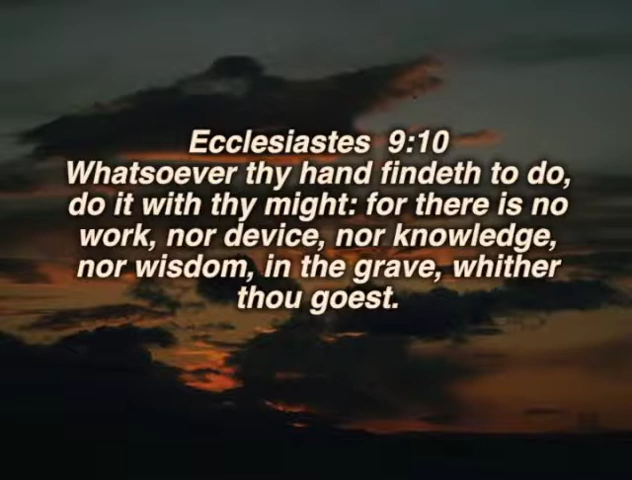 Ecclesiastes 9:10
Whatsoever thy hand findeth to do,
do it with thy might: for there is no
work, nor device, nor knowledge,
nor wisdom, in the grave, whither
thou goest.